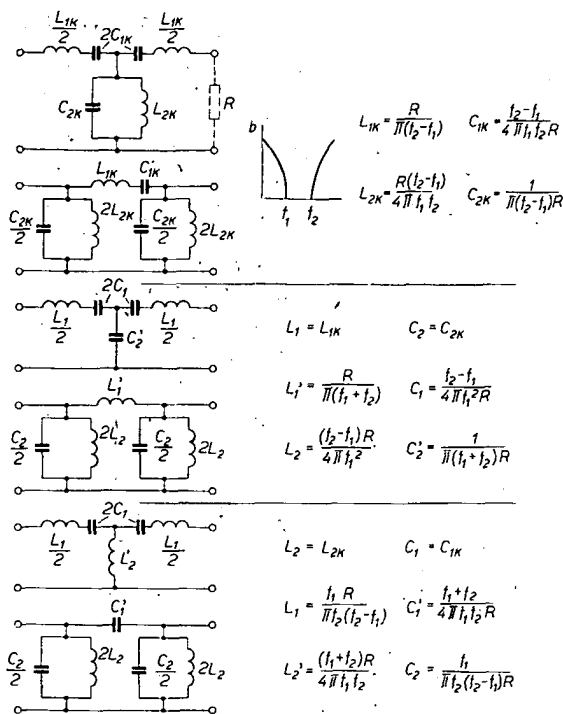 L₁ₖ/2 2C₁ₖ L₁ₖ/2
C₂ₖ L₂ₖ R
L₁ₖ C₁ₖ
C₂ₖ/2 2L₂ₖ C₂ₖ/2 2L₂ₖ
b
f₁ f₂
L₁ₖ = R/(π(f₂-f₁)) C₁ₖ = (f₂-f₁)/(4πf₁f₂R)
L₂ₖ = R(f₂-f₁)/(4πf₁f₂) C₂ₖ = 1/(π(f₂-f₁)R)
L₁/2 2C₁ L₁/2
C₂'
L₁'
C₂/2 2L₂ C₂/2 2L₂
L₁ = L₁ₖ C₂ = C₂ₖ
L₁' = R/(π(f₁+f₂)) C₁ = (f₂-f₁)/(4πf₁²R)
L₂ = (f₂-f₁)R/(4πf₁²) C₂' = 1/(π(f₁+f₂)R)
L₁/2 2C₁ L₁/2
L₂'
C₁'
C₂/2 2L₂ C₂/2 2L₂
L₂ = L₂ₖ C₁ = C₁ₖ
L₁ = f₁R/(πf₂(f₂-f₁)) C₁' = (f₁+f₂)/(4πf₁f₂R)
L₂' = (f₁+f₂)R/(4πf₁f₂) C₂ = f₁/(πf₂(f₂-f₁)R)